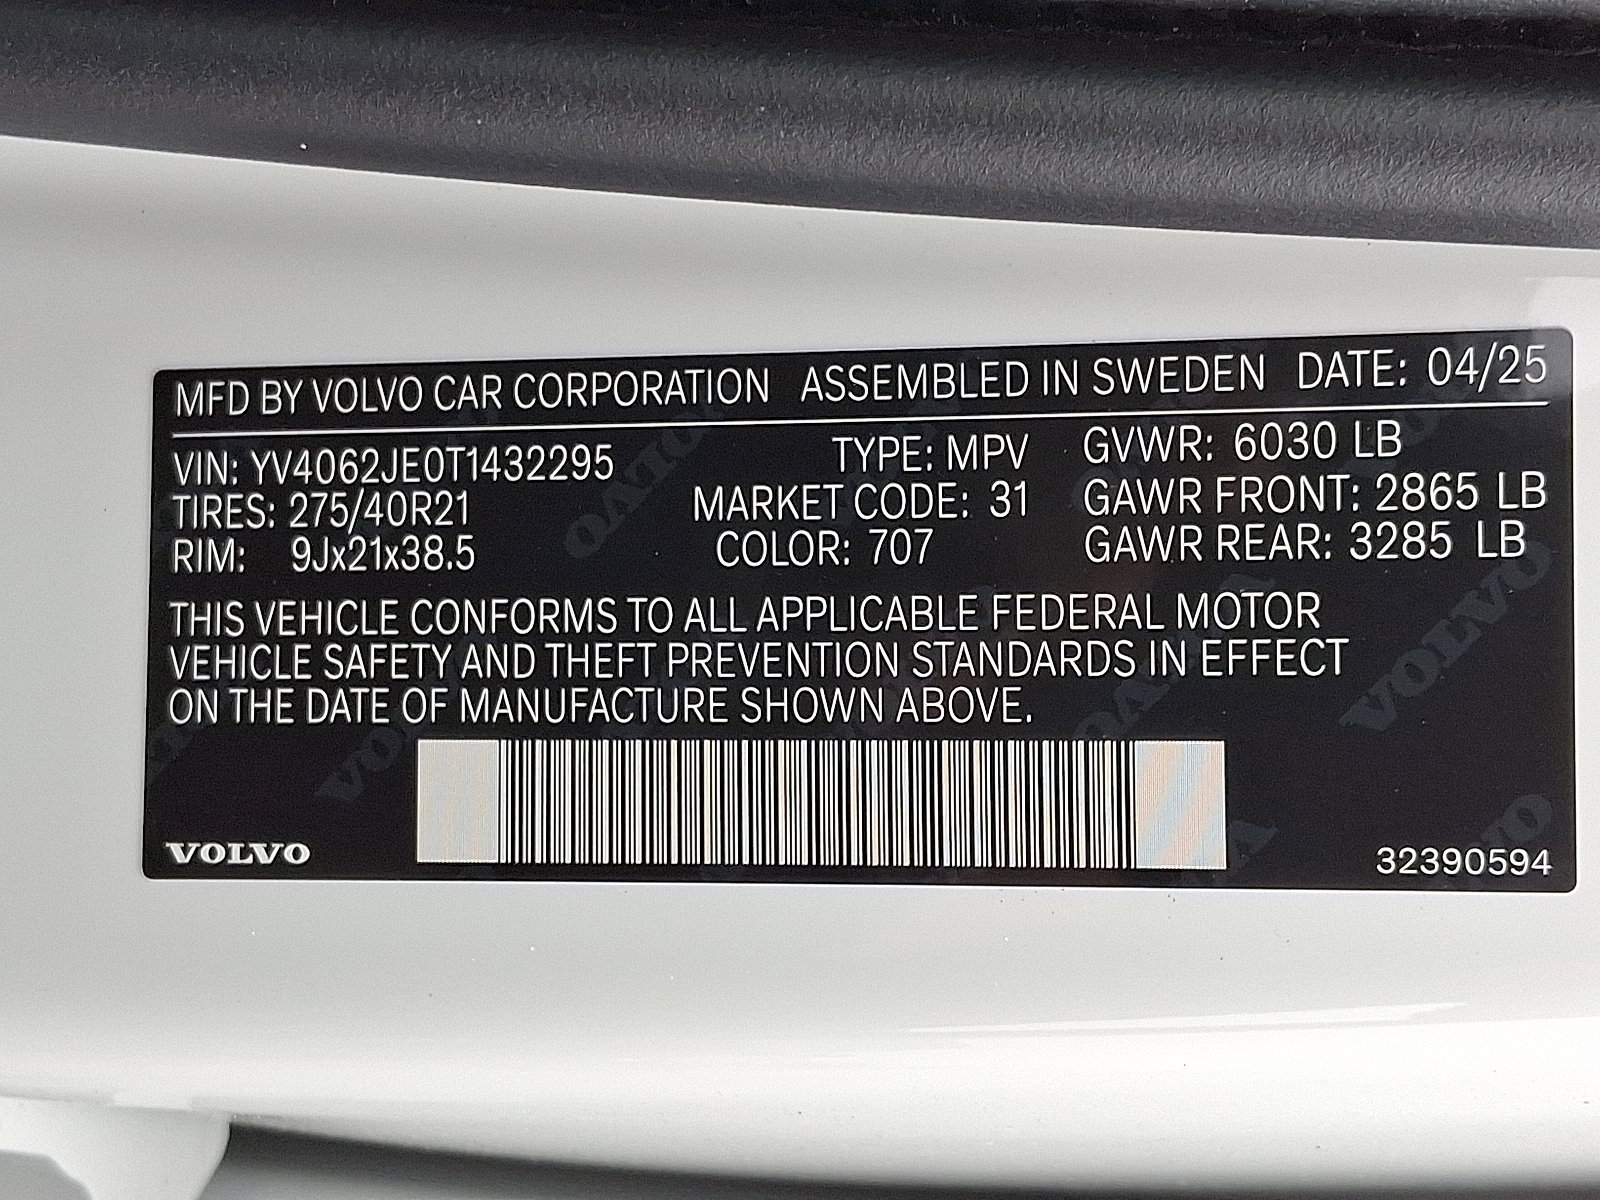 MFD BY VOLVO CAR CORPORATION ASSEMBLED IN SWEDEN DATE: 04/25
VIN: YV4062JE0T1432295 TYPE: MPV GVWR: 6030 LB
TIRES: 275/40R21 MARKET CODE: 31 GAWR FRONT: 2865 LB
RIM: 9Jx21x38.5 COLOR: 707 GAWR REAR: 3285 LB
THIS VEHICLE CONFORMS TO ALL APPLICABLE FEDERAL MOTOR
VEHICLE SAFETY AND THEFT PREVENTION STANDARDS IN EFFECT
ON THE DATE OF MANUFACTURE SHOWN ABOVE.
VOLVO 32390594